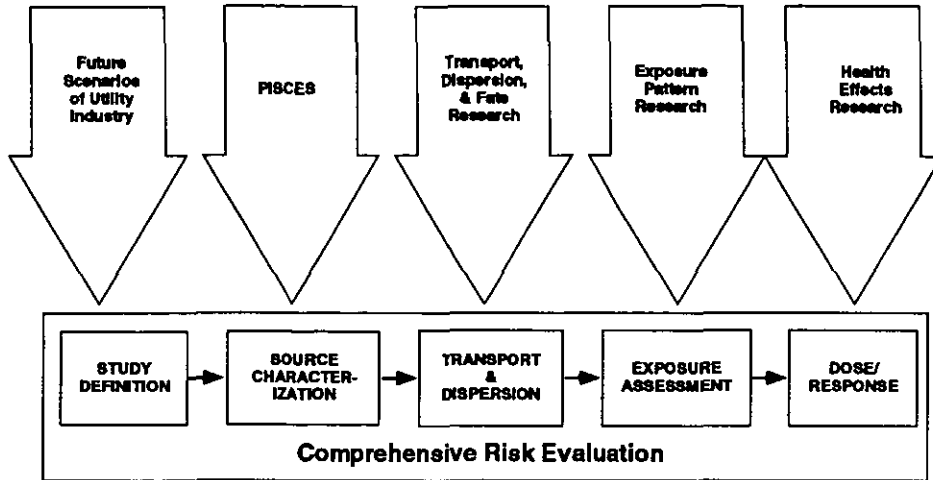 Future
Scenarios
of Utility
Industry
PISCES
Transport,
Dispersion,
& Fate
Research
Exposure
Pattern
Research
Health
Effects
Research
STUDY
DEFINITION
SOURCE
CHARACTER-
IZATION
TRANSPORT
&
DISPERSION
EXPOSURE
ASSESSMENT
DOSE/
RESPONSE
Comprehensive Risk Evaluation